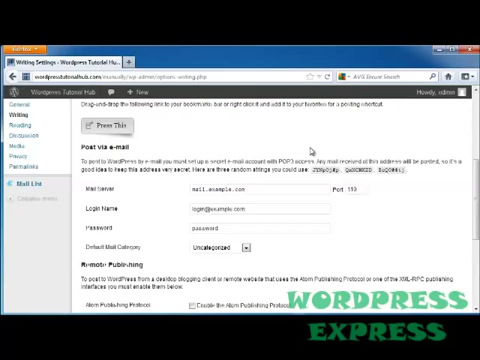 Firefox
Writing Settings ‹ Wordpress Tutorial Hu...
wordpresstutorialhub.com/manually/wp-admin/options-writing.php
AVG Secure Search
Wordpress Tutorial Hub
+ New
Howdy, admin
General
Writing
Reading
Discussion
Media
Privacy
Permalinks
Mail List
Collapse menu
Drag-and-drop the following link to your bookmarks bar or right click it and add it to your favorites for a posting shortcut.
Press This
Post via e-mail
To post to WordPress by e-mail you must set up a secret e-mail account with POP3 access. Any mail received at this address will be posted, so it's a
good idea to keep this address very secret. Here are three random strings you could use:
Mail Server
mail.example.com
Port 110
Login Name
login@example.com
Password
password
Default Mail Category
Uncategorized
Remote Publishing
To post to WordPress from a desktop blogging client or remote website that uses the Atom Publishing Protocol or one of the XML-RPC publishing
interfaces you must enable them below.
Atom Publishing Protocol
Enable the Atom Publishing Protocol.
WORDPRESS
EXPRESS